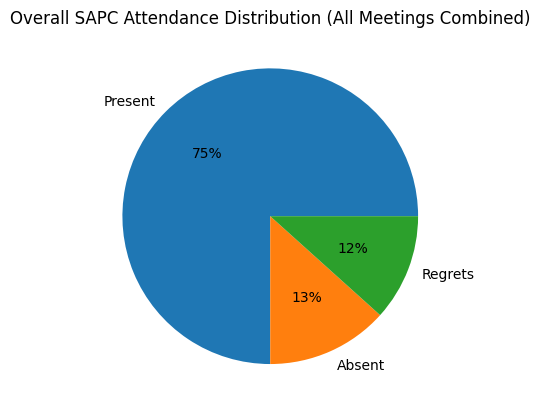 Overall SAPC Attendance Distribution (All Meetings Combined)
Present
75%
12%
Regrets
13%
Absent